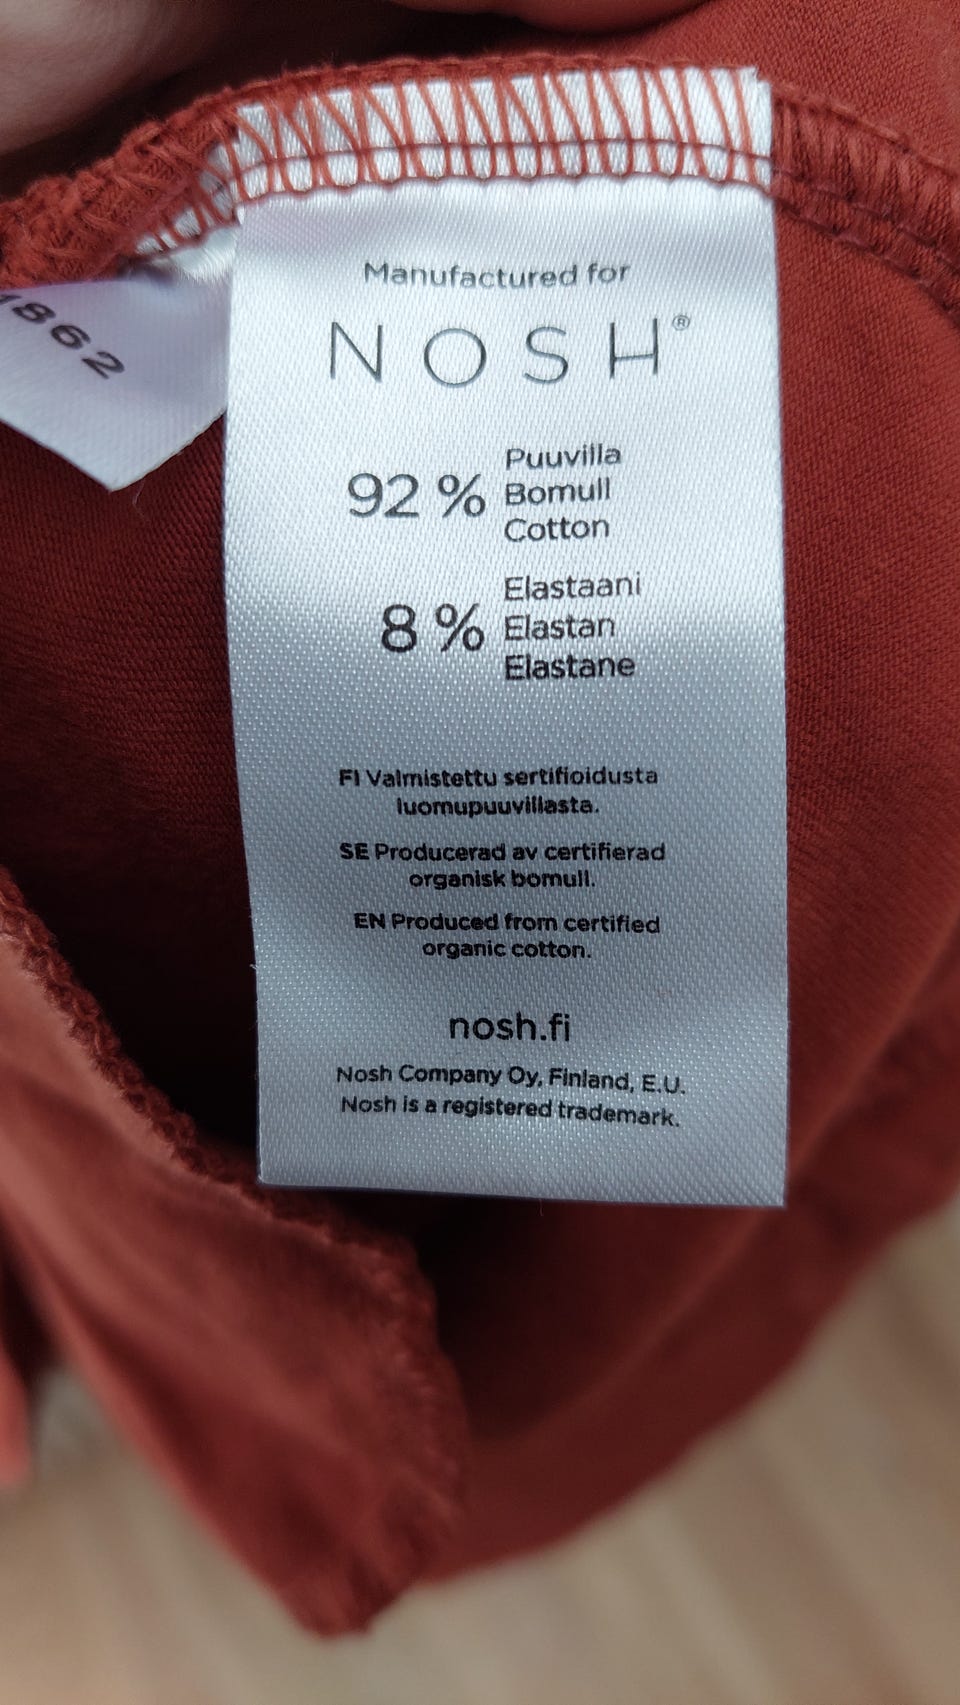 Manufactured for
NOSH®
92 % Puuvilla
Bomull
Cotton
8 % Elastaani
Elastan
Elastane
FI Valmistettu sertifioidusta
luomupuuvillasta.
SE Producerad av certifierad
organisk bomull.
EN Produced from certified
organic cotton.
nosh.fi
Nosh Company Oy, Finland, E.U.
Nosh is a registered trademark.